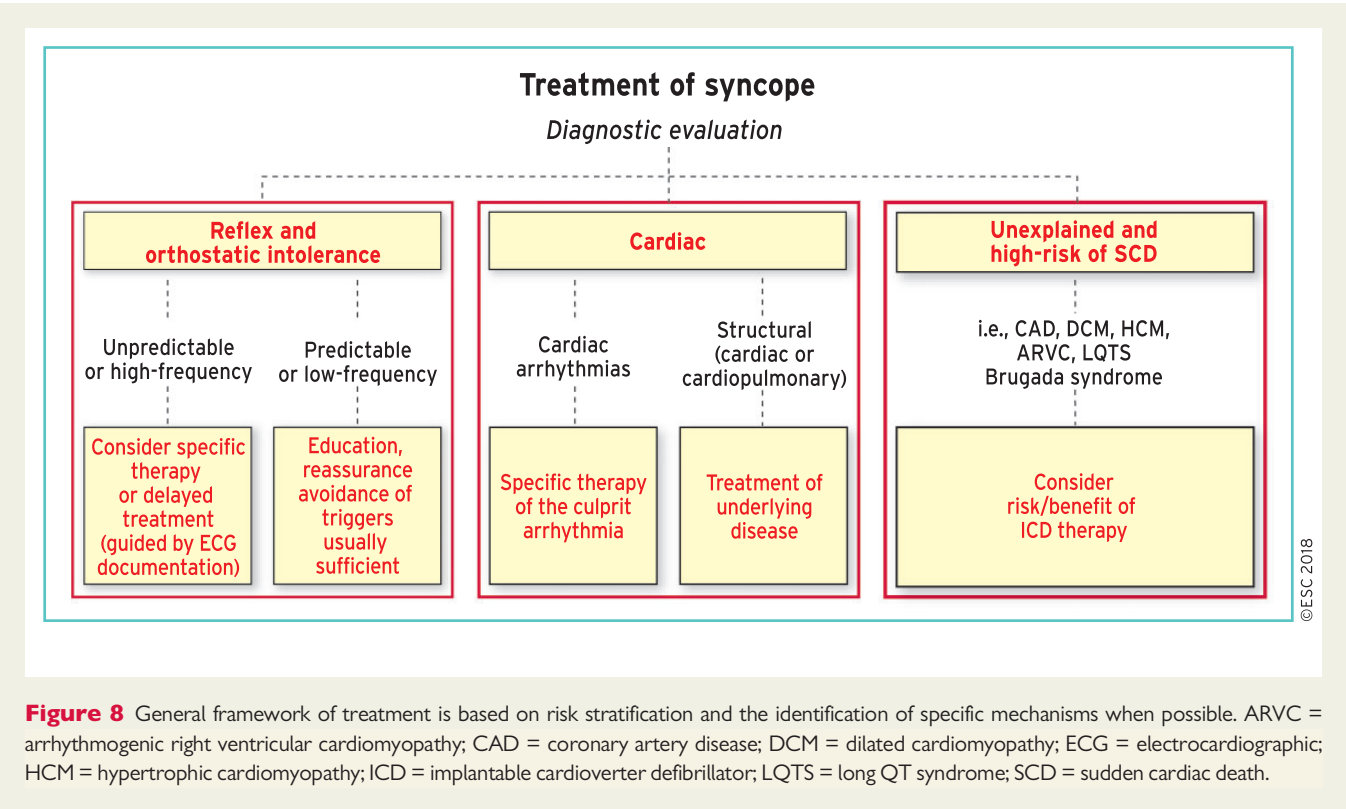 Treatment of syncope
Diagnostic evaluation
Reflex and
orthostatic intolerance
Unpredictable
or high-frequency
Predictable
or low-frequency
Consider specific
therapy
or delayed
treatment
(guided by ECG
documentation)
Education,
reassurance
avoidance of
triggers
usually
sufficient
Cardiac
Cardiac
arrhythmias
Structural
(cardiac or
cardiopulmonary)
Specific therapy
of the culprit
arrhythmia
Treatment of
underlying
disease
Unexplained and
high-risk of SCD
i.e., CAD, DCM, HCM,
ARVC, LQTS
Brugada syndrome
Consider
risk/benefit of
ICD therapy
©ESC 2018
Figure 8 General framework of treatment is based on risk stratification and the identification of specific mechanisms when possible. ARVC =
arrhythmogenic right ventricular cardiomyopathy; CAD = coronary artery disease; DCM = dilated cardiomyopathy; ECG = electrocardiographic;
HCM = hypertrophic cardiomyopathy; ICD = implantable cardioverter defibrillator; LQTS = long QT syndrome; SCD = sudden cardiac death.